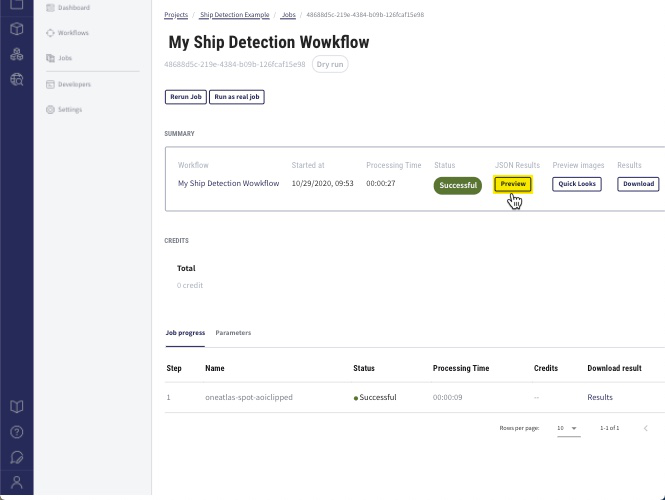 Dashboard
Workflows
Jobs
Developers
Settings
Projects / Ship Detection Example / Jobs / 48688d5c-219e-4384-b09b-126fcaf15e98
My Ship Detection Wowkflow
48688d5c-219e-4384-b09b-126fcaf15e98 Dry run
Rerun Job Run as real job
SUMMARY
Workflow Started at Processing Time Status JSON Results Preview images Results
My Ship Detection Wowkflow 10/29/2020, 09:53 00:00:27 Successful Preview Quick Looks Download
CREDITS
Total
0 credit
Job progress Parameters
Step Name Status Processing Time Credits Download result
1 oneatlas-spot-aoiclipped Successful 00:00:09 -- Results
Rows per page: 10 1-1 of 1